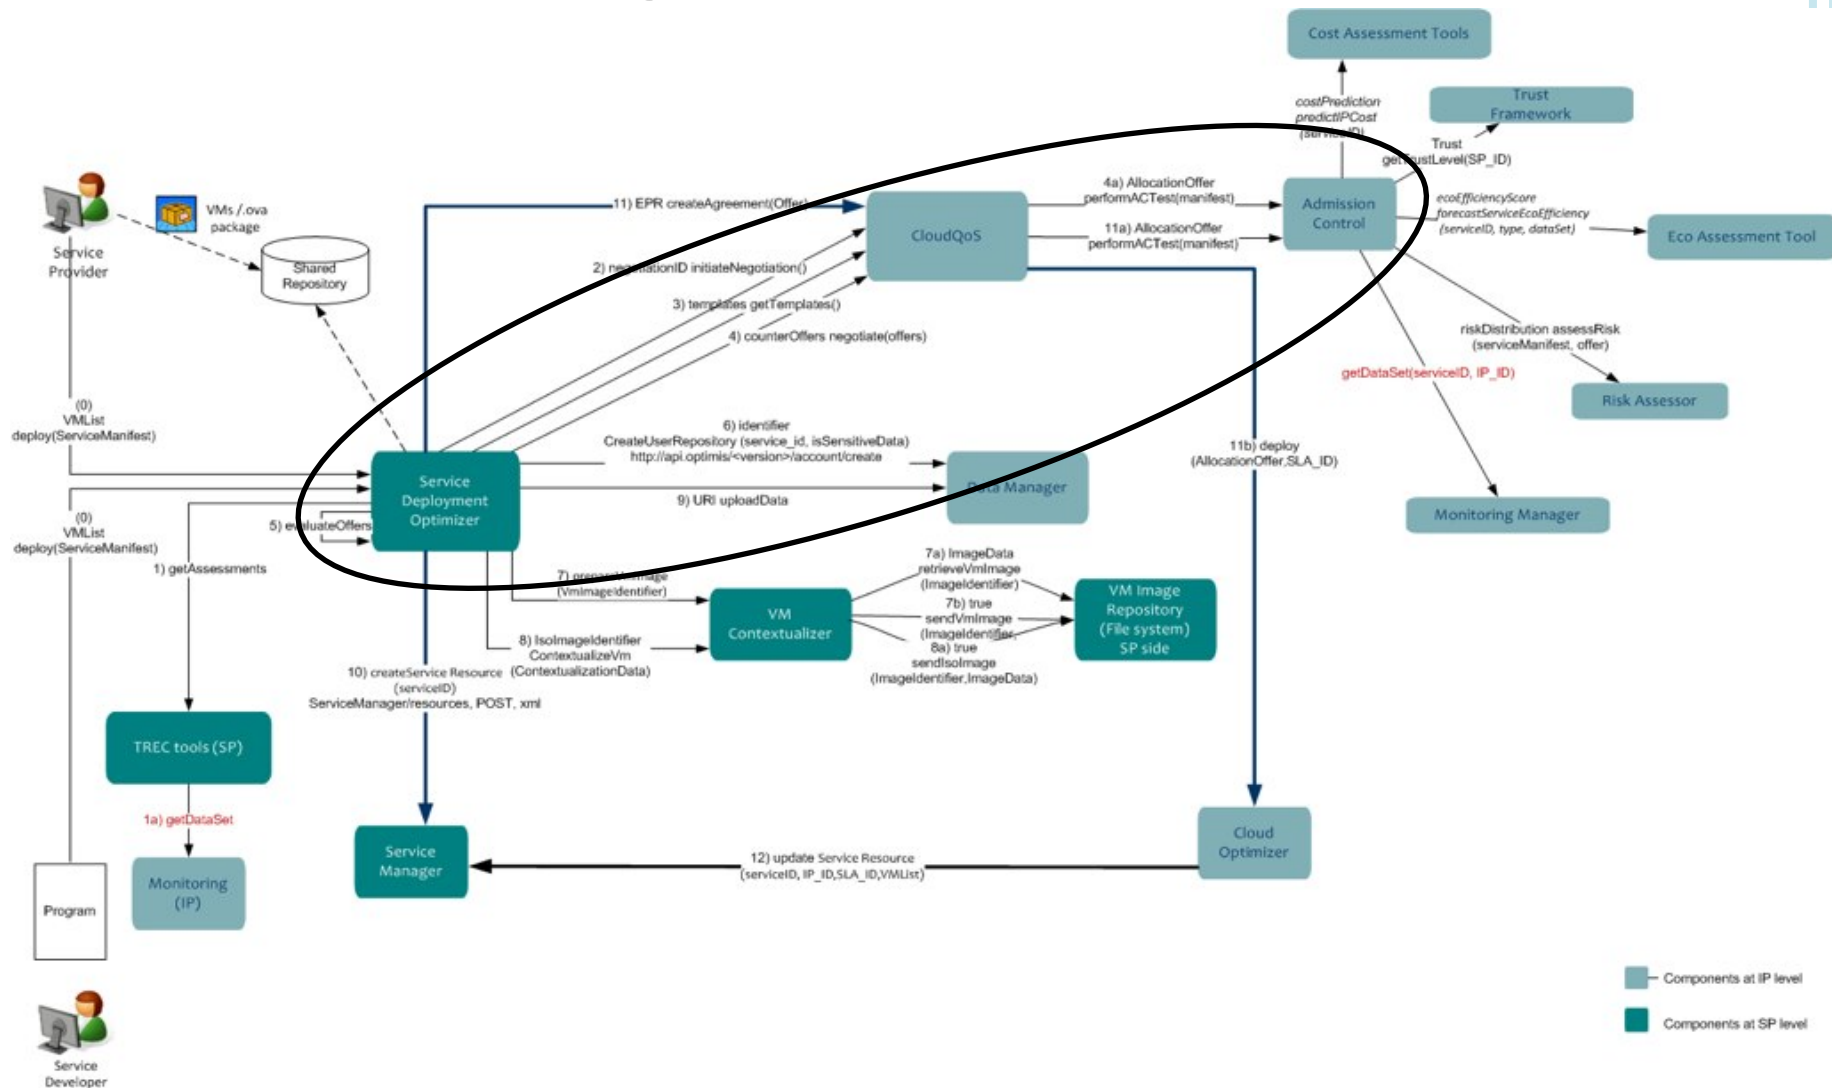 Cost Assessment Tools
costPrediction
predictIPCost
(serviceID)
Trust
Framework
Trust
getTrustLevel(SP_ID)
VMs /.ova
package
Service
Provider
Shared
Repository
11) EPR createAgreement(Offer)
CloudQoS
4a) AllocationOffer
performACTest(manifest)
11a) AllocationOffer
performACTest(manifest)
Admission
Control
ecoEfficiencyScore
forecastServiceEcoEfficiency
(serviceID, type, dataSet)
Eco Assessment Tool
2) negotiationID initiateNegotiation()
3) templates getTemplates()
4) counterOffers negotiate(offers)
riskDistribution assessRisk
(serviceManifest, offer)
getDataSet(serviceID, IP_ID)
Risk Assessor
(0)
VMList
deploy(ServiceManifest)
6) identifier
CreateUserRepository (service_id, isSensitiveData)
http://api.optimis/<version>/account/create
11b) deploy
(AllocationOffer,SLA_ID)
Service
Deployment
Optimizer
9) URI uploadData
Data Manager
Monitoring Manager
(0)
VMList
deploy(ServiceManifest)
5) evaluateOffers
1) getAssessments
7) prepareVmImage
(VmImageIdentifier)
7a) ImageData
retrieveVmImage
(ImageIdentifier)
VM
Contextualizer
7b) true
sendVmImage
(ImageIdentifier,
8a) true
sendIsoImage
(ImageIdentifier,ImageData)
VM Image
Repository
(File system)
SP side
8) IsoImageIdentifier
ContextualizeVm
(ContextualizationData)
10) createService Resource
(serviceID)
ServiceManager/resources, POST, xml
TREC tools (SP)
1a) getDataSet
Monitoring
(IP)
Service
Manager
12) update Service Resource
(serviceID, IP_ID,SLA_ID,VMList)
Cloud
Optimizer
Program
Service
Developer
Components at IP level
Components at SP level